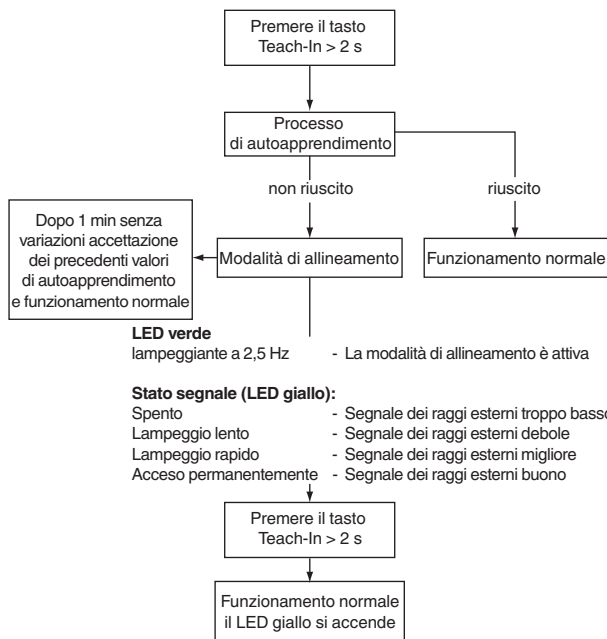 Premere il tasto
Teach-In > 2 s
Processo
di autoapprendimento
non riuscito
riuscito
Dopo 1 min senza
variazioni accettazione
dei precedenti valori
di autoapprendimento
e funzionamento normale
Modalità di allineamento
Funzionamento normale
LED verde
lampeggiante a 2,5 Hz - La modalità di allineamento è attiva
Stato segnale (LED giallo):
Spento - Segnale dei raggi esterni troppo basso
Lampeggio lento - Segnale dei raggi esterni debole
Lampeggio rapido - Segnale dei raggi esterni migliore
Acceso permanentemente - Segnale dei raggi esterni buono
Premere il tasto
Teach-In > 2 s
Funzionamento normale
il LED giallo si accende